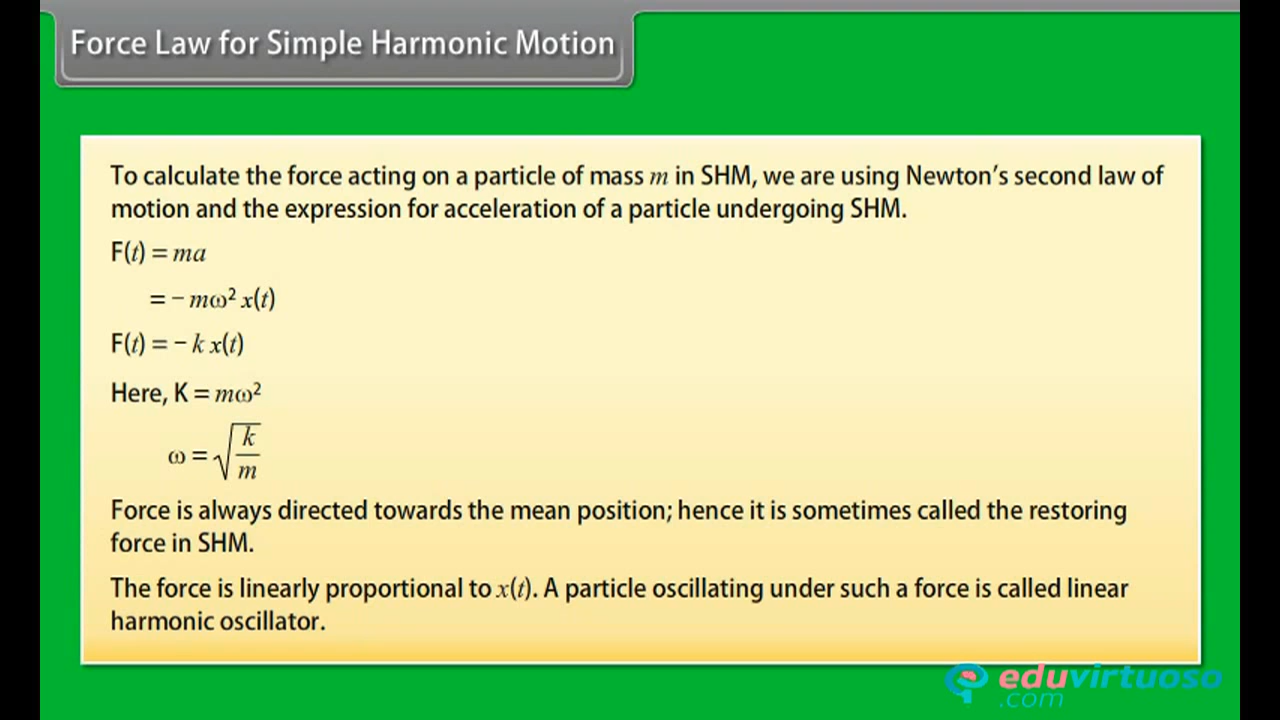 Force Law for Simple Harmonic Motion
To calculate the force acting on a particle of mass m in SHM, we are using Newton's second law of
motion and the expression for acceleration of a particle undergoing SHM.
F(t) = ma
= − mω² x(t)
F(t) = − k x(t)
Here, K = mω²
ω = √(k/m)
Force is always directed towards the mean position; hence it is sometimes called the restoring
force in SHM.
The force is linearly proportional to x(t). A particle oscillating under such a force is called linear
harmonic oscillator.
eduvirtuoso
.com